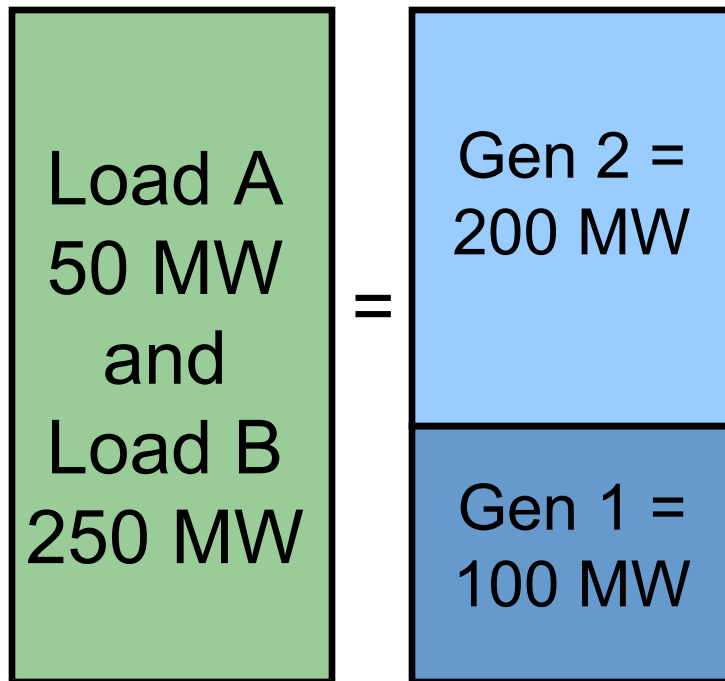 Load A
50 MW
and
Load B
250 MW
=
Gen 2 =
200 MW
Gen 1 =
100 MW